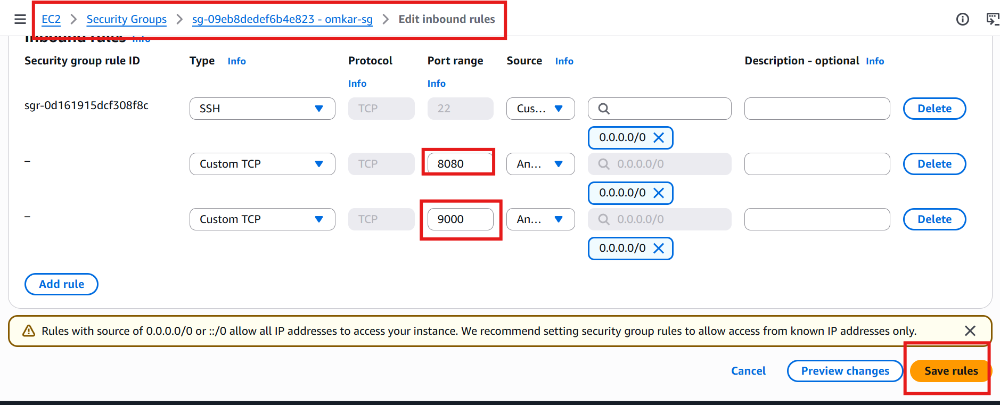 EC2 > Security Groups > sg-09eb8dedef6b4e823 - omkar-sg > Edit inbound rules
Inbound rules Info
Security group rule ID Type Info Protocol Port range Source Info Description - optional Info
Info Info
sgr-0d161915dcf308f8c SSH TCP 22 Cus... Delete
0.0.0.0/0
– Custom TCP TCP 8080 An... 0.0.0.0/0 Delete
0.0.0.0/0
– Custom TCP TCP 9000 An... 0.0.0.0/0 Delete
0.0.0.0/0
Add rule
Rules with source of 0.0.0.0/0 or ::/0 allow all IP addresses to access your instance. We recommend setting security group rules to allow access from known IP addresses only.
Cancel Preview changes Save rules